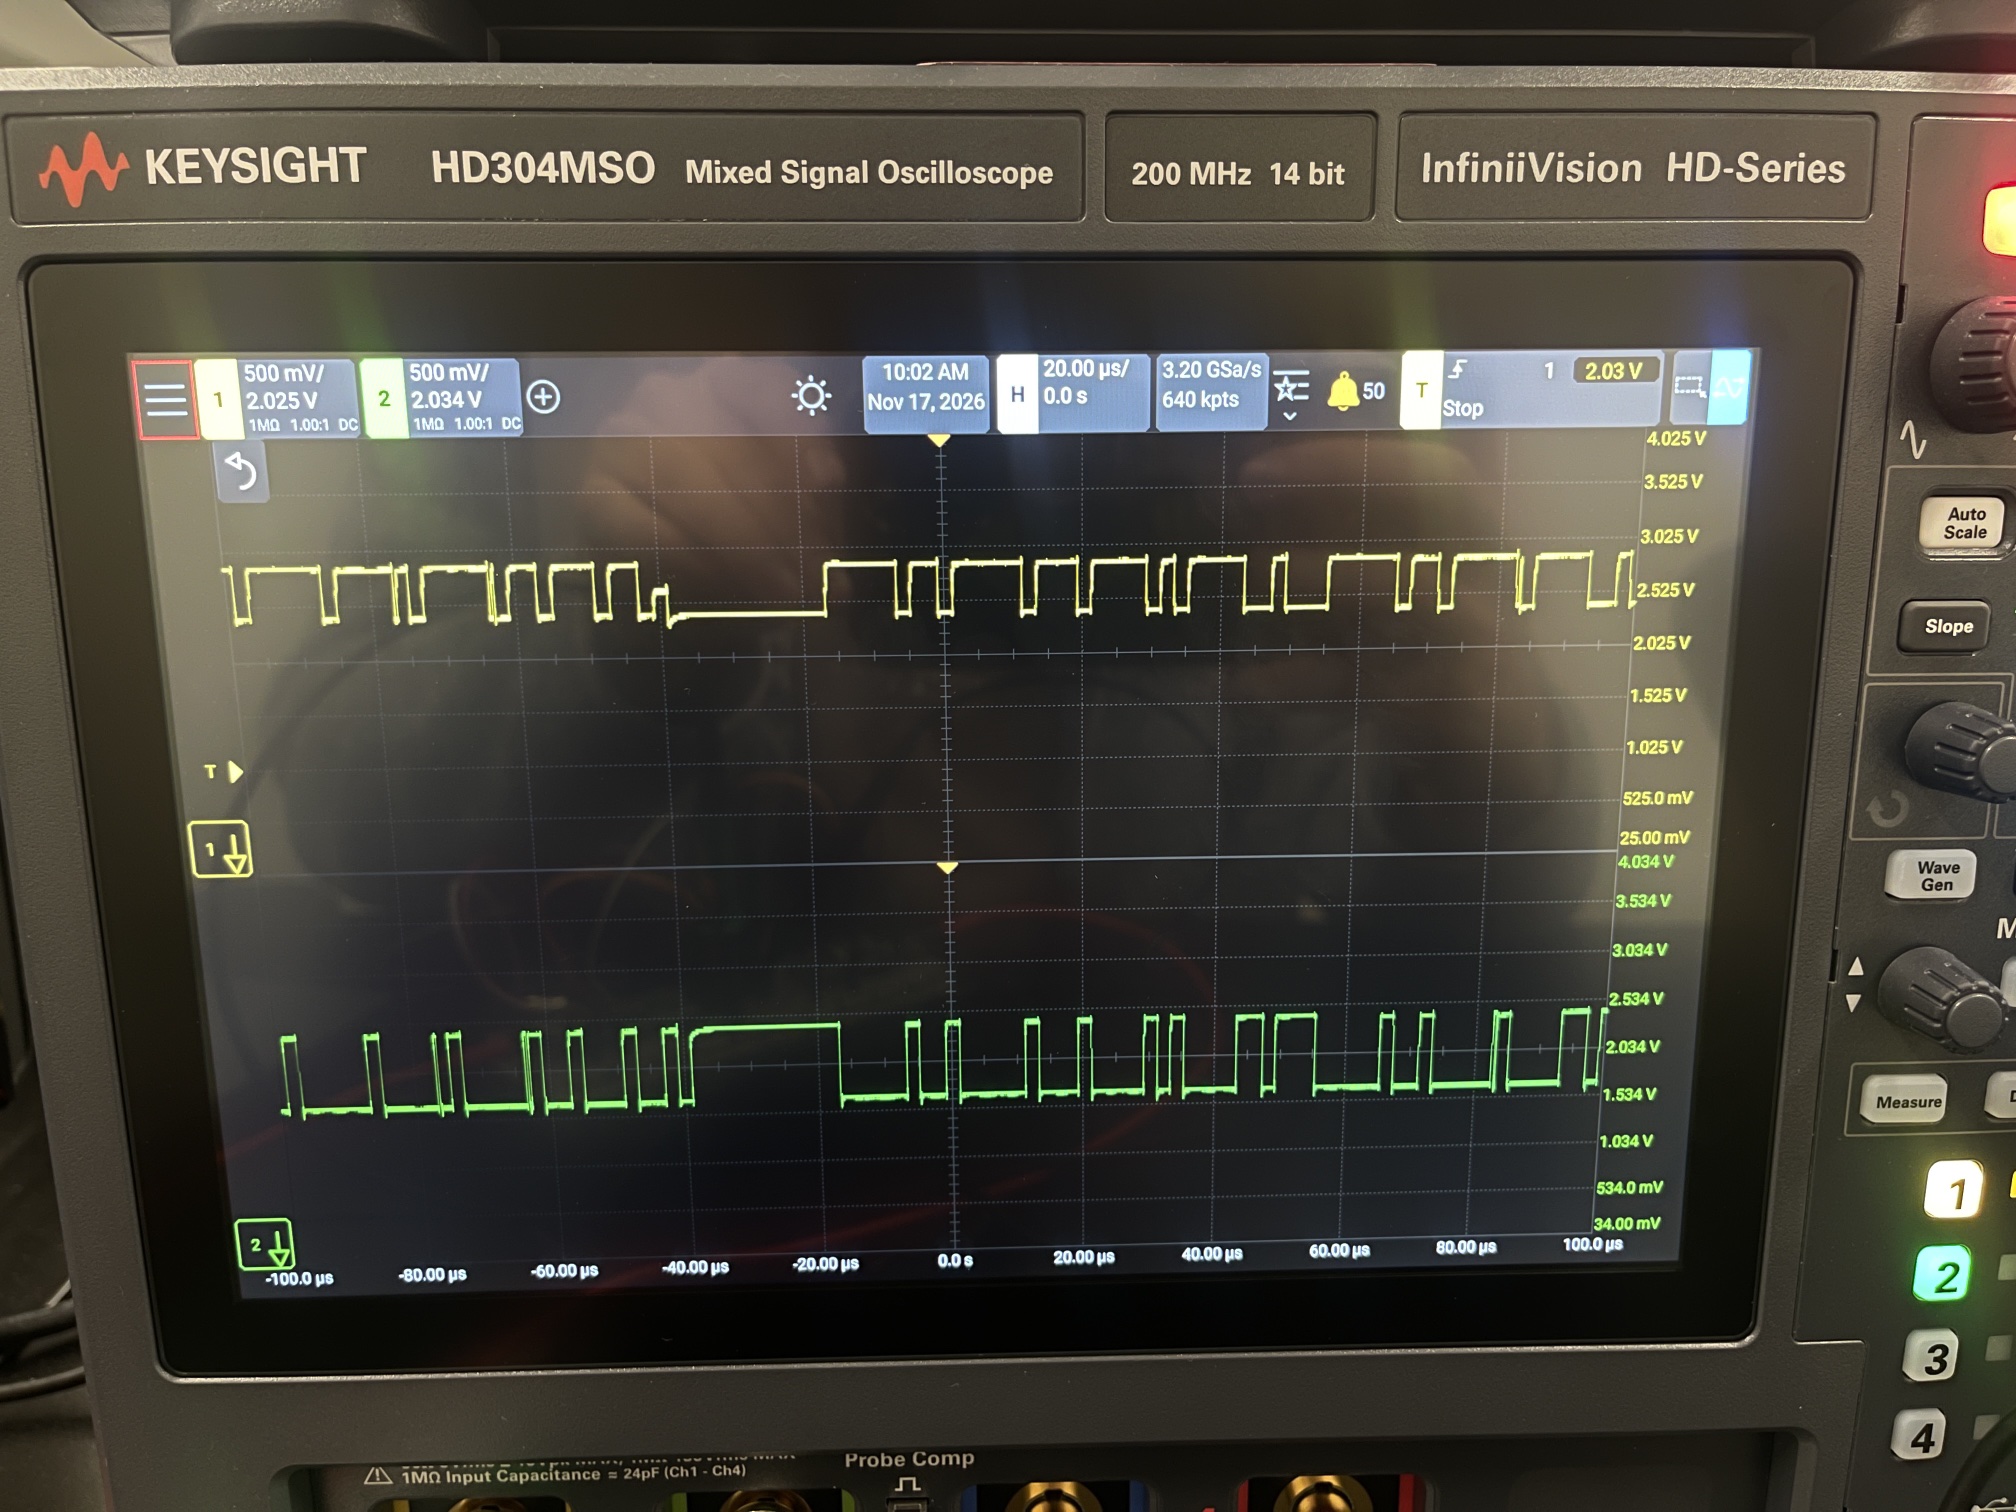 KEYSIGHT HD304MSO Mixed Signal Oscilloscope 200 MHz 14 bit InfiniiVision HD-Series
1 500 mV/ 2.025 V 1MΩ 1.00:1 DC
2 500 mV/ 2.034 V 1MΩ 1.00:1 DC
10:02 AM
Nov 17, 2026
H 20.00 µs/
0.0 s
3.20 GSa/s
640 kpts
50
T 1 2.03 V
Stop
4.025 V
3.525 V
3.025 V
2.525 V
2.025 V
1.525 V
T
1.025 V
525.0 mV
1
25.00 mV
4.034 V
3.534 V
3.034 V
2.534 V
2.034 V
1.534 V
1.034 V
534.0 mV
34.00 mV
2
-100.0 µs -80.00 µs -60.00 µs -40.00 µs -20.00 µs 0.0 s 20.00 µs 40.00 µs 60.00 µs 80.00 µs 100.0 µs
Auto
Scale
Slope
Wave
Gen
M
Measure
1
2
3
4
Probe Comp
1MΩ Input Capacitance = 24pF (Ch1 - Ch4)